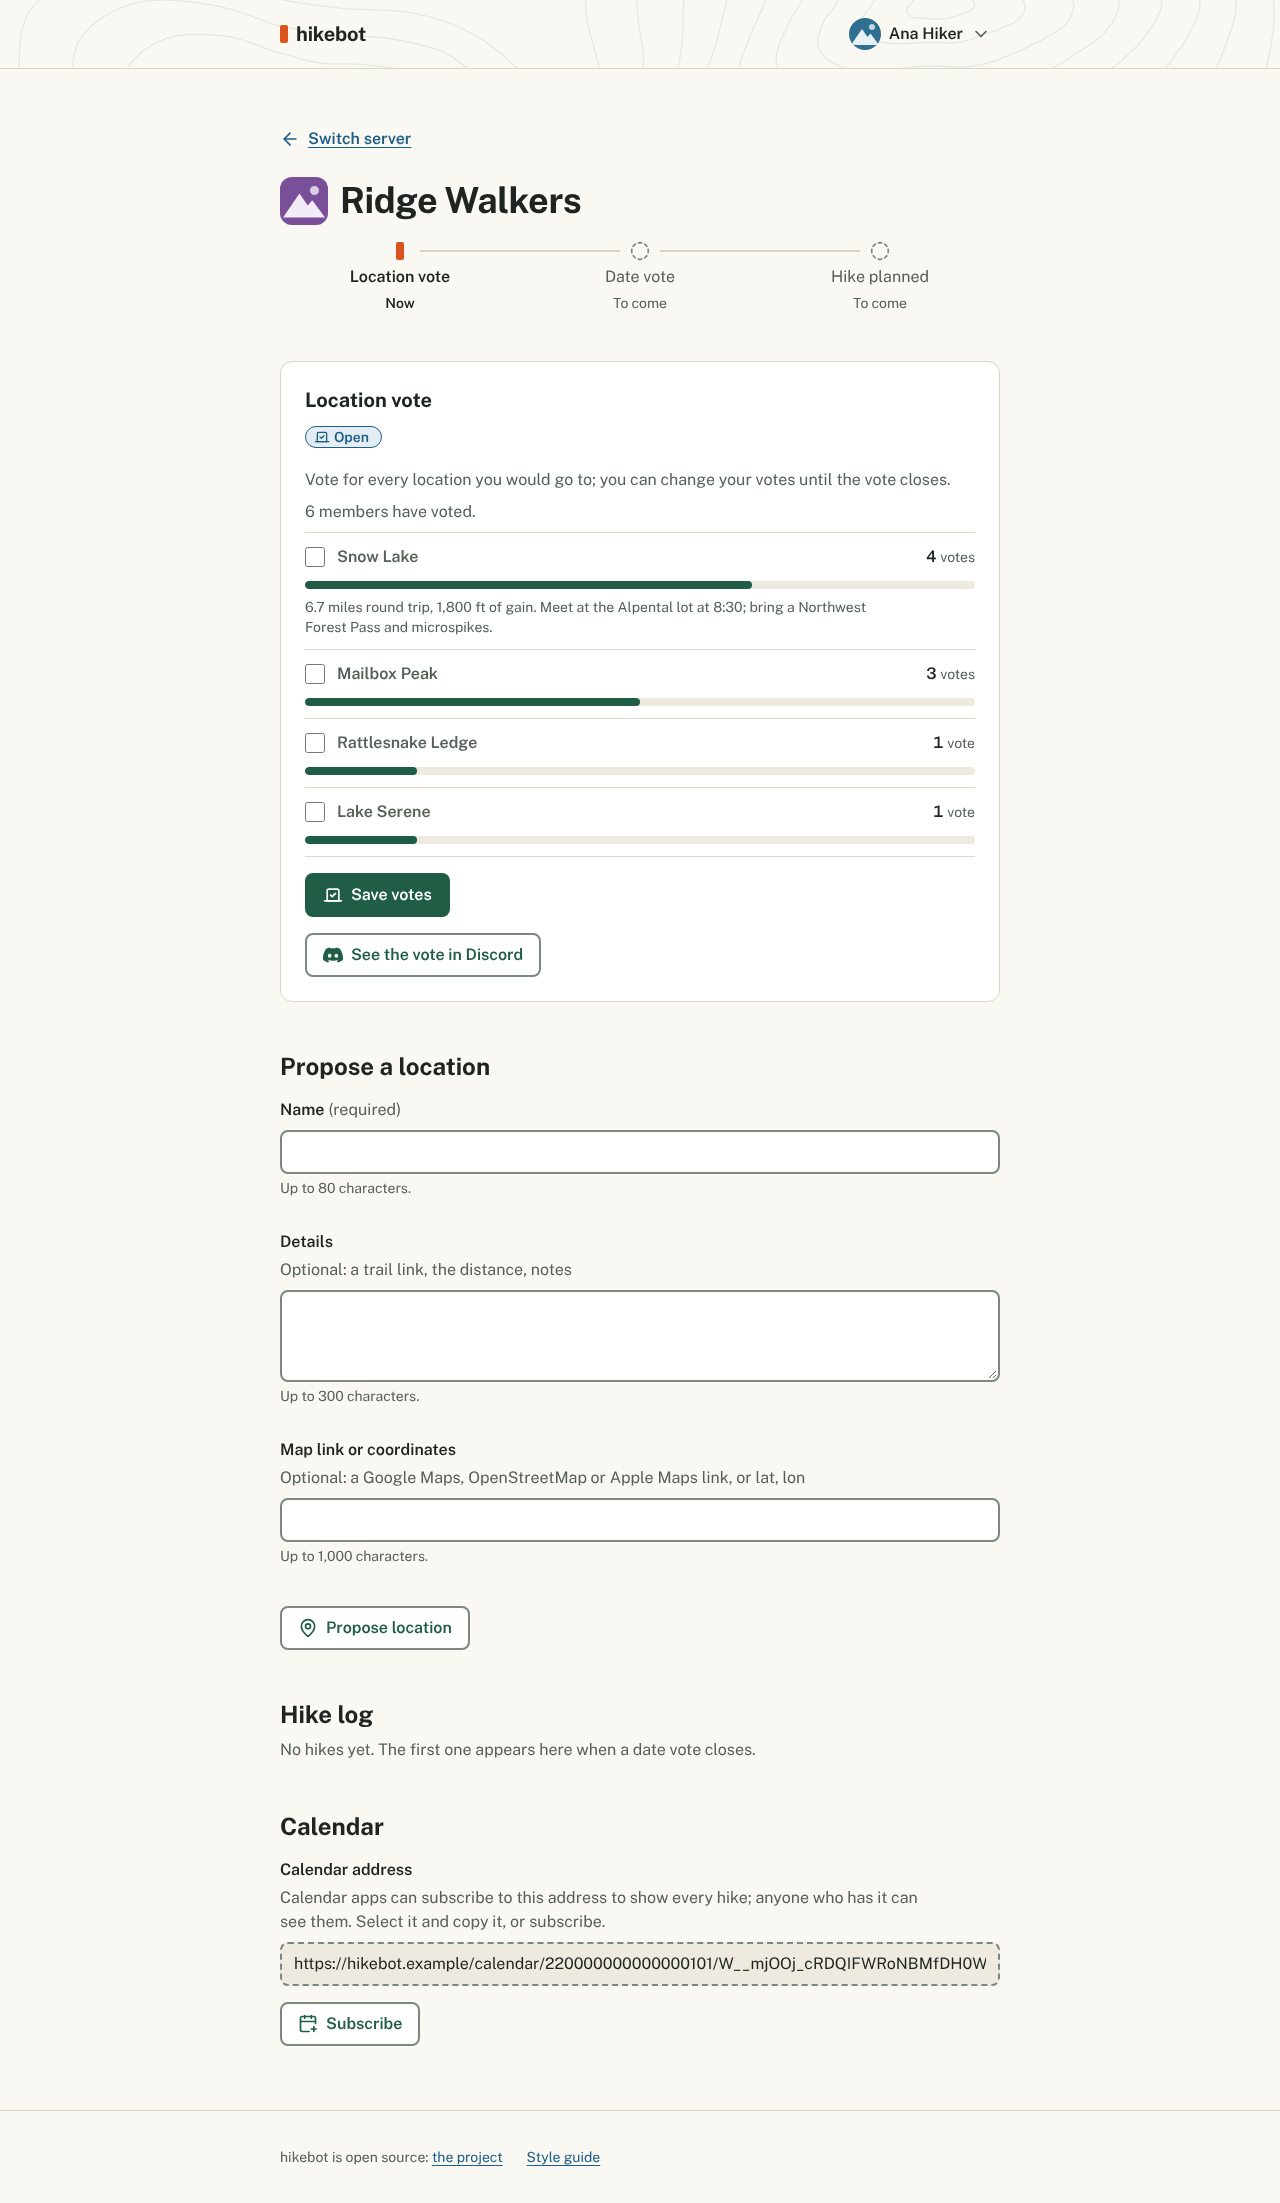 hikebot
Ana Hiker
Switch server
Ridge Walkers
Location vote
Now
Date vote
To come
Hike planned
To come
Location vote
Open
Vote for every location you would go to; you can change your votes until the vote closes.
6 members have voted.
Snow Lake
4 votes
6.7 miles round trip, 1,800 ft of gain. Meet at the Alpental lot at 8:30; bring a Northwest
Forest Pass and microspikes.
Mailbox Peak
3 votes
Rattlesnake Ledge
1 vote
Lake Serene
1 vote
Save votes
See the vote in Discord
Propose a location
Name (required)
Up to 80 characters.
Details
Optional: a trail link, the distance, notes
Up to 300 characters.
Map link or coordinates
Optional: a Google Maps, OpenStreetMap or Apple Maps link, or lat, lon
Up to 1,000 characters.
Propose location
Hike log
No hikes yet. The first one appears here when a date vote closes.
Calendar
Calendar address
Calendar apps can subscribe to this address to show every hike; anyone who has it can
see them. Select it and copy it, or subscribe.
https://hikebot.example/calendar/220000000000000101/W__mjOOj_cRDQIFWRoNBMfDH0W
Subscribe
hikebot is open source: the project
Style guide